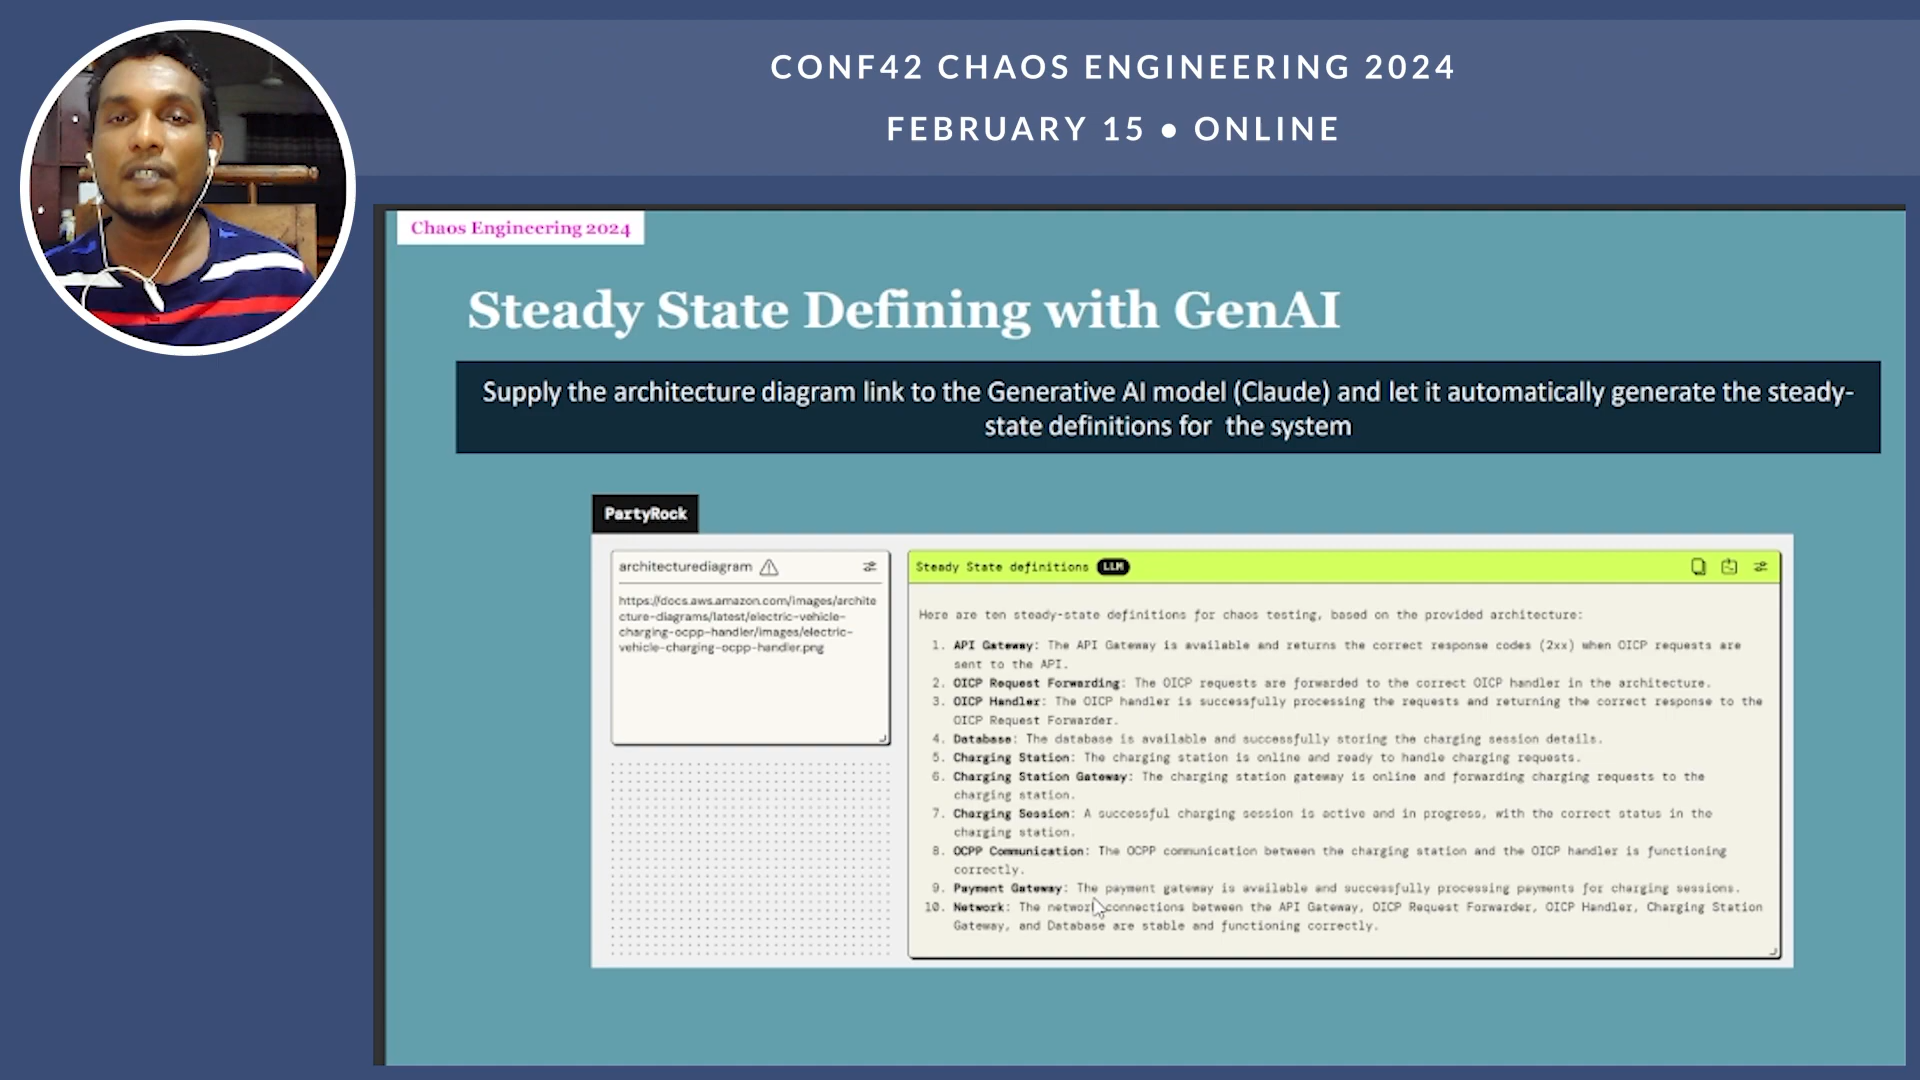 CONF42 CHAOS ENGINEERING 2024
FEBRUARY 15 • ONLINE
Chaos Engineering 2024
Steady State Defining with GenAI
Supply the architecture diagram link to the Generative AI model (Claude) and let it automatically generate the steady-
state definitions for the system
PartyRock
architecturediagram
https://docs.aws.amazon.com/images/archite
cture-diagrams/latest/electric-vehicle-
charging-ocpp-handler/images/electric-
vehicle-charging-ocpp-handler.png
Steady State definitions LLM
Here are ten steady-state definitions for chaos testing, based on the provided architecture:
1. API Gateway: The API Gateway is available and returns the correct response codes (2xx) when OICP requests are
sent to the API.
2. OICP Request Forwarding: The OICP requests are forwarded to the correct OICP handler in the architecture.
3. OICP Handler: The OICP handler is successfully processing the requests and returning the correct response to the
OICP Request Forwarder.
4. Database: The database is available and successfully storing the charging session details.
5. Charging Station: The charging station is online and ready to handle charging requests.
6. Charging Station Gateway: The charging station gateway is online and forwarding charging requests to the
charging station.
7. Charging Session: A successful charging session is active and in progress, with the correct status in the
charging station.
8. OCPP Communication: The OCPP communication between the charging station and the OICP handler is functioning
correctly.
9. Payment Gateway: The payment gateway is available and successfully processing payments for charging sessions.
10. Network: The network connections between the API Gateway, OICP Request Forwarder, OICP Handler, Charging Station
Gateway, and Database are stable and functioning correctly.